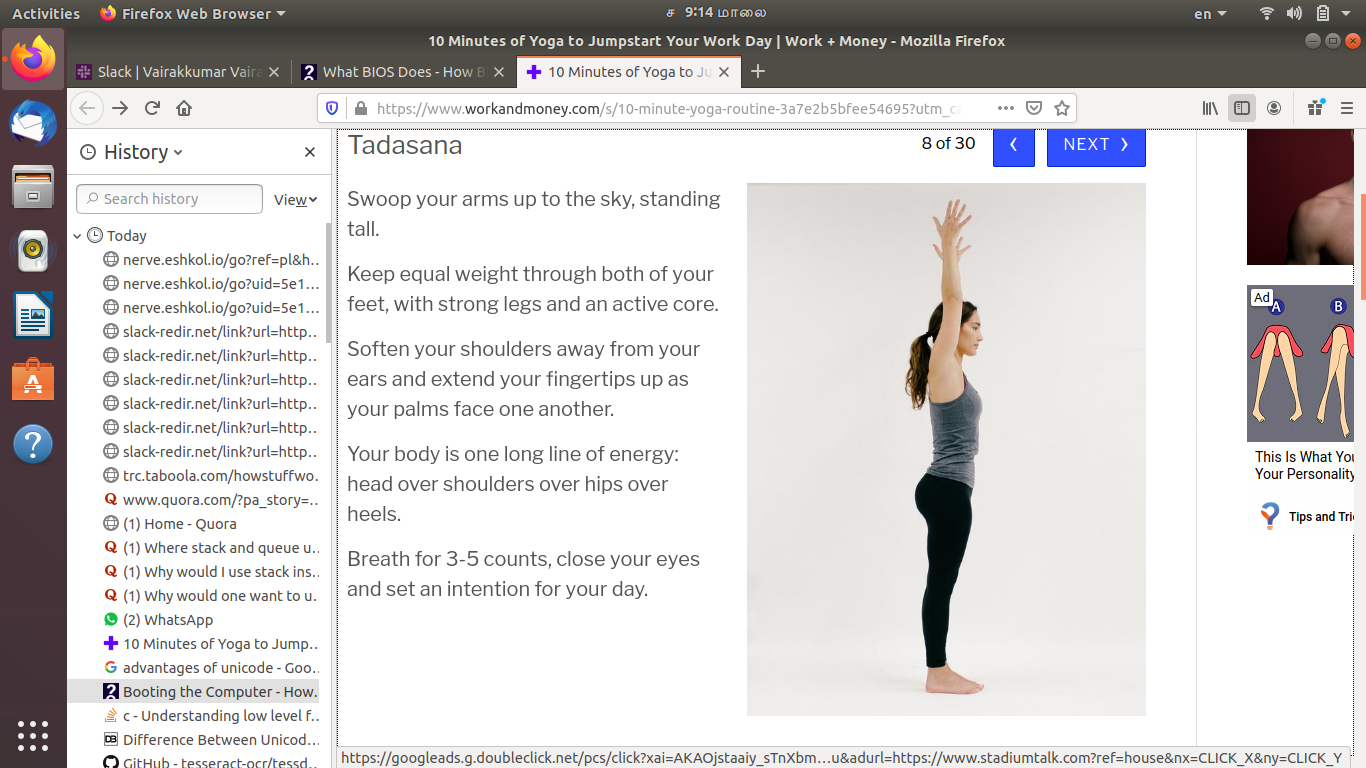 Activities Firefox Web Browser ச 9:14 மாலை en
10 Minutes of Yoga to Jumpstart Your Work Day | Work + Money - Mozilla Firefox
Slack | Vairakkumar Vaira What BIOS Does - How B 10 Minutes of Yoga to Ju
https://www.workandmoney.com/s/10-minute-yoga-routine-3a7e2b5bfee54695?utm_ca
History
Search history View
Today
nerve.eshkol.io/go?ref=pl&h...
nerve.eshkol.io/go?uid=5e1...
nerve.eshkol.io/go?uid=5e1...
slack-redir.net/link?url=http...
slack-redir.net/link?url=http...
slack-redir.net/link?url=http...
slack-redir.net/link?url=http...
slack-redir.net/link?url=http...
slack-redir.net/link?url=http...
trc.taboola.com/howstuffwo...
www.quora.com/?pa_story=...
(1) Home - Quora
(1) Where stack and queue u...
(1) Why would I use stack ins...
(1) Why would one want to u...
(2) WhatsApp
10 Minutes of Yoga to Jump...
advantages of unicode - Goo...
Booting the Computer - How...
c - Understanding low level f...
Difference Between Unicod...
GitHub - tesseract-ocr/tessd...
Tadasana
8 of 30 NEXT
Swoop your arms up to the sky, standing
tall.
Keep equal weight through both of your
feet, with strong legs and an active core.
Soften your shoulders away from your
ears and extend your fingertips up as
your palms face one another.
Your body is one long line of energy:
head over shoulders over hips over
heels.
Breath for 3-5 counts, close your eyes
and set an intention for your day.
Ad
A B
This Is What You
Your Personality
Tips and Tric
https://googleads.g.doubleclick.net/pcs/click?xai=AKAOjstaaiy_sTnXbm...u&adurl=https://www.stadiumtalk.com?ref=house&nx=CLICK_X&ny=CLICK_Y